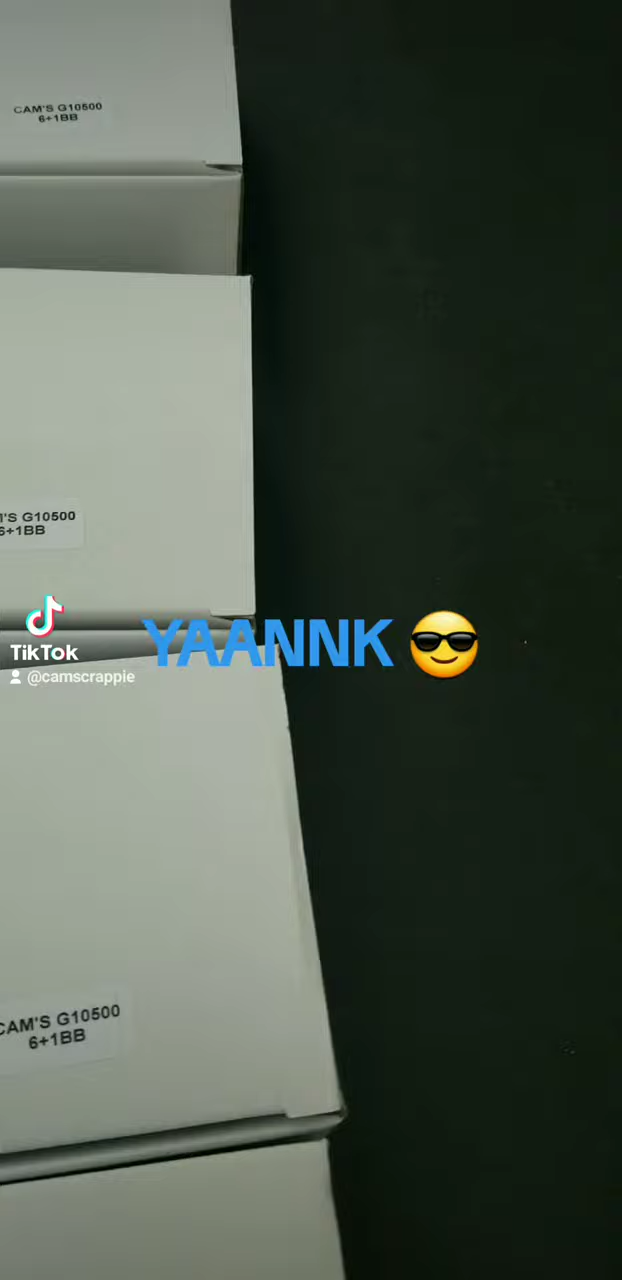 CAM'S G10500
6+1BB
'S G10500
6+1BB
YAANNK 😎
TikTok
@camscrappie
CAM'S G10500
6+1BB